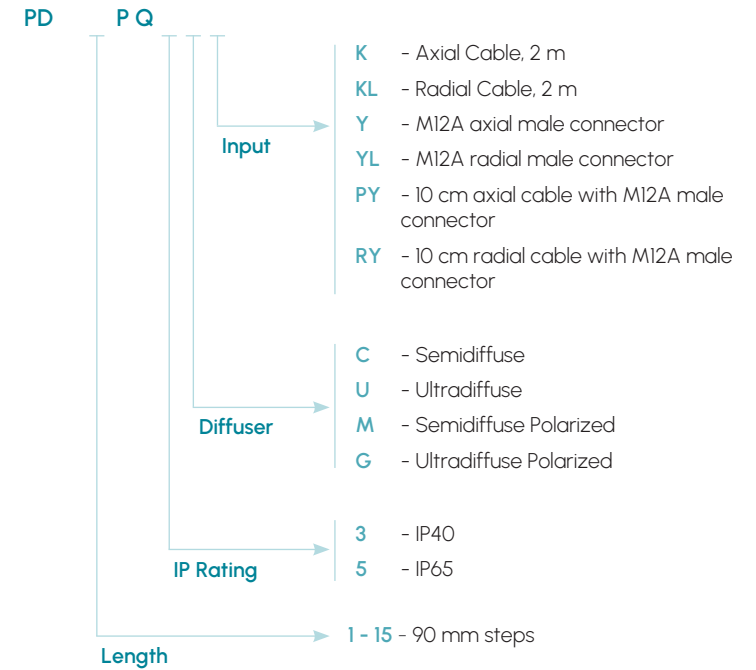 PD P Q
K - Axial Cable, 2 m
KL - Radial Cable, 2 m
Y - M12A axial male connector
Input
YL - M12A radial male connector
PY - 10 cm axial cable with M12A male
connector
RY - 10 cm radial cable with M12A male
connector
C - Semidiffuse
U - Ultradiffuse
Diffuser
M - Semidiffuse Polarized
G - Ultradiffuse Polarized
3 - IP40
IP Rating
5 - IP65
1 - 15 - 90 mm steps
Length